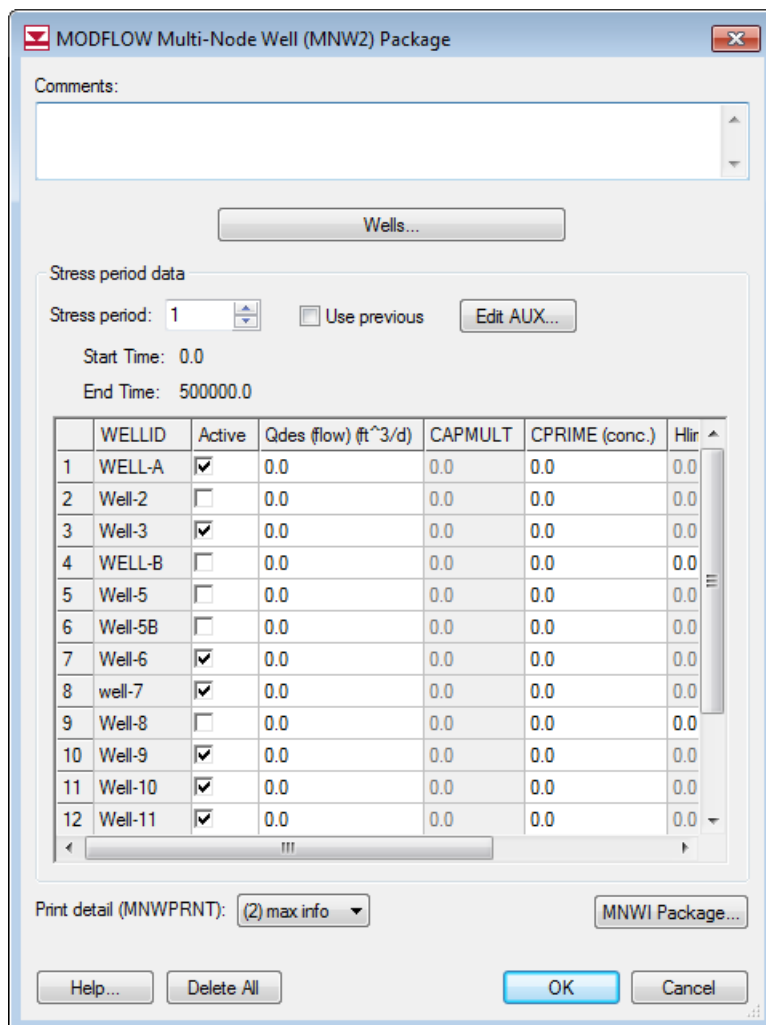 MODFLOW Multi-Node Well (MNW2) Package
Comments:
Wells...
Stress period data
Stress period: 1 Use previous Edit AUX...
Start Time: 0.0
End Time: 500000.0
WELLID Active Qdes (flow) (ft^3/d) CAPMULT CPRIME (conc.) Hlir
1 WELL-A 0.0 0.0 0.0 0.0
2 Well-2 0.0 0.0 0.0 0.0
3 Well-3 0.0 0.0 0.0 0.0
4 WELL-B 0.0 0.0 0.0 0.0
5 Well-5 0.0 0.0 0.0 0.0
6 Well-5B 0.0 0.0 0.0 0.0
7 Well-6 0.0 0.0 0.0 0.0
8 well-7 0.0 0.0 0.0 0.0
9 Well-8 0.0 0.0 0.0 0.0
10 Well-9 0.0 0.0 0.0 0.0
11 Well-10 0.0 0.0 0.0 0.0
12 Well-11 0.0 0.0 0.0 0.0
Print detail (MNWPRNT): (2) max info MNWI Package...
Help... Delete All OK Cancel